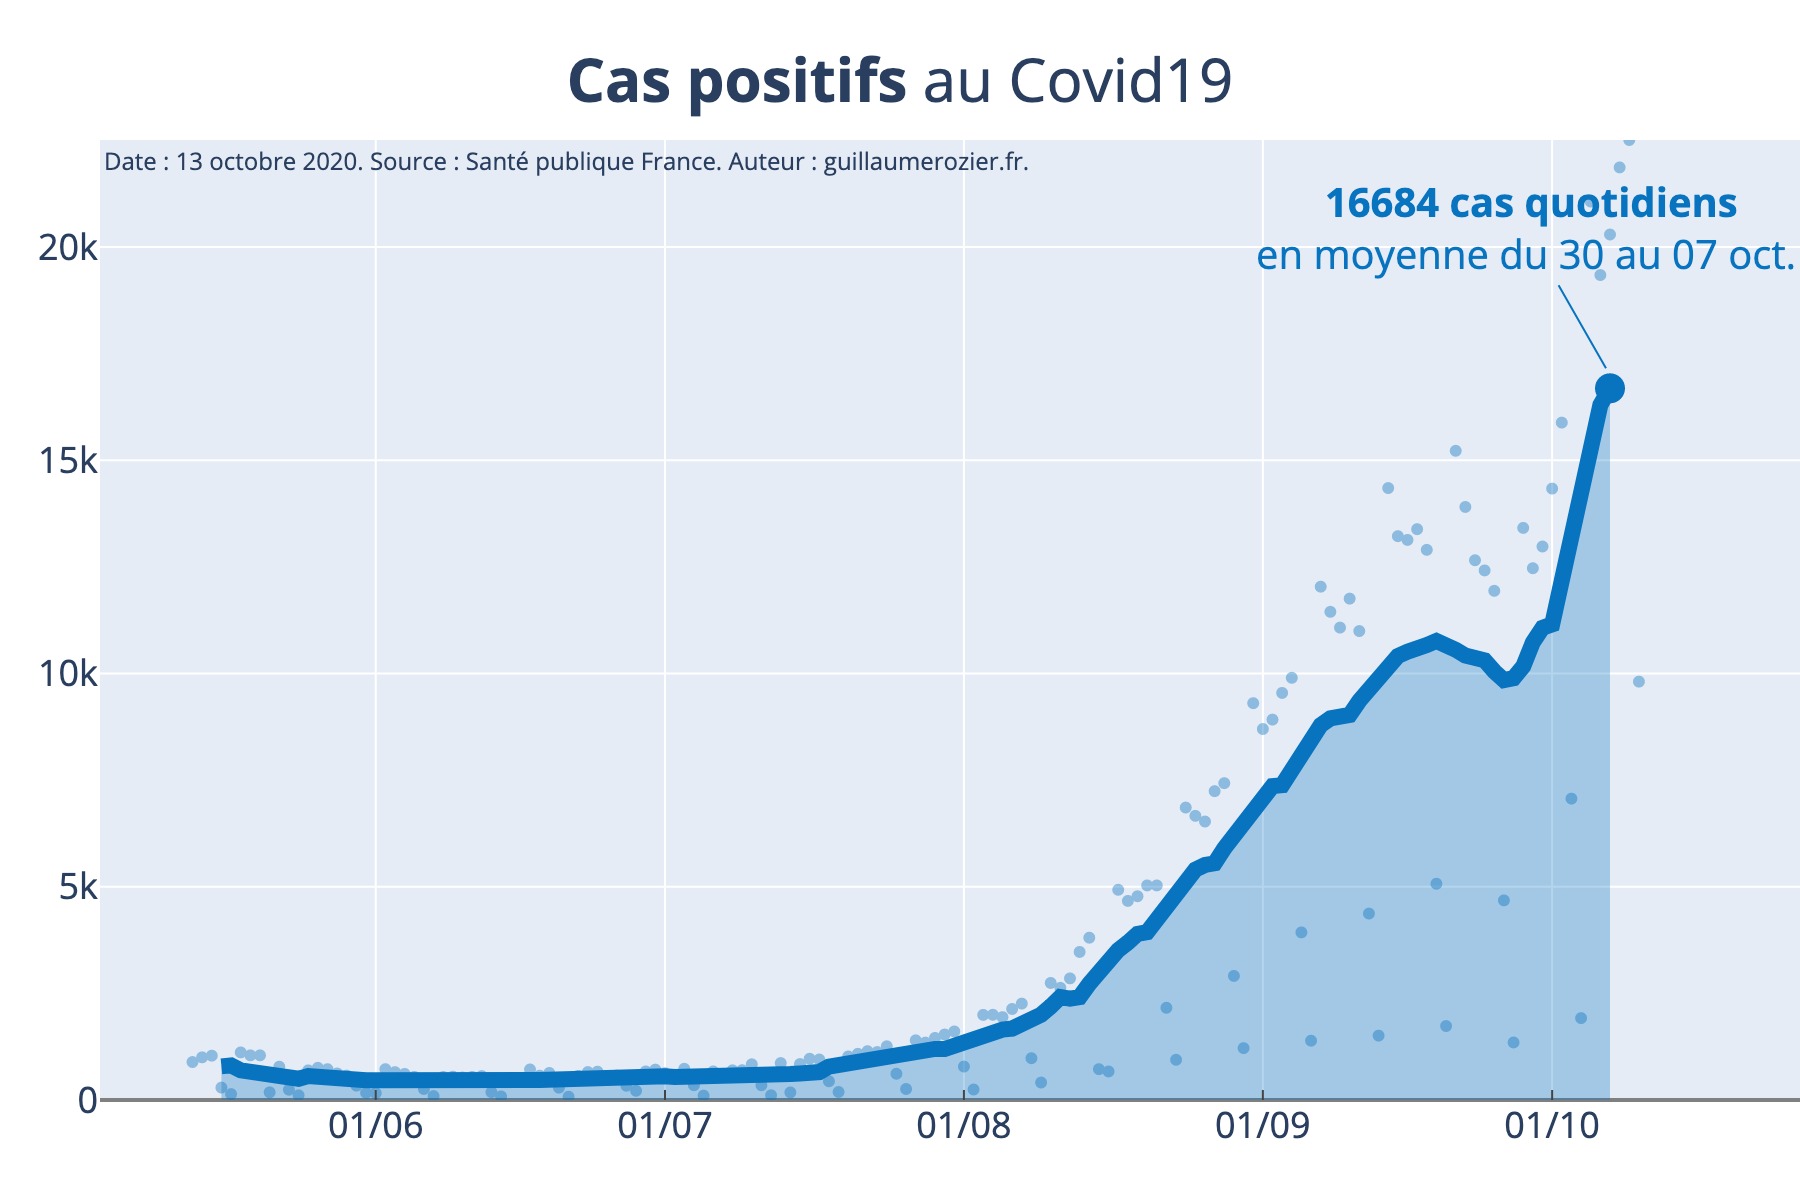 Cas positifs au Covid19
Date : 13 octobre 2020. Source : Santé publique France. Auteur : guillaumerozier.fr.
16684 cas quotidiens
en moyenne du 30 au 07 oct.
20k
15k
10k
5k
0
01/06 01/07 01/08 01/09 01/10